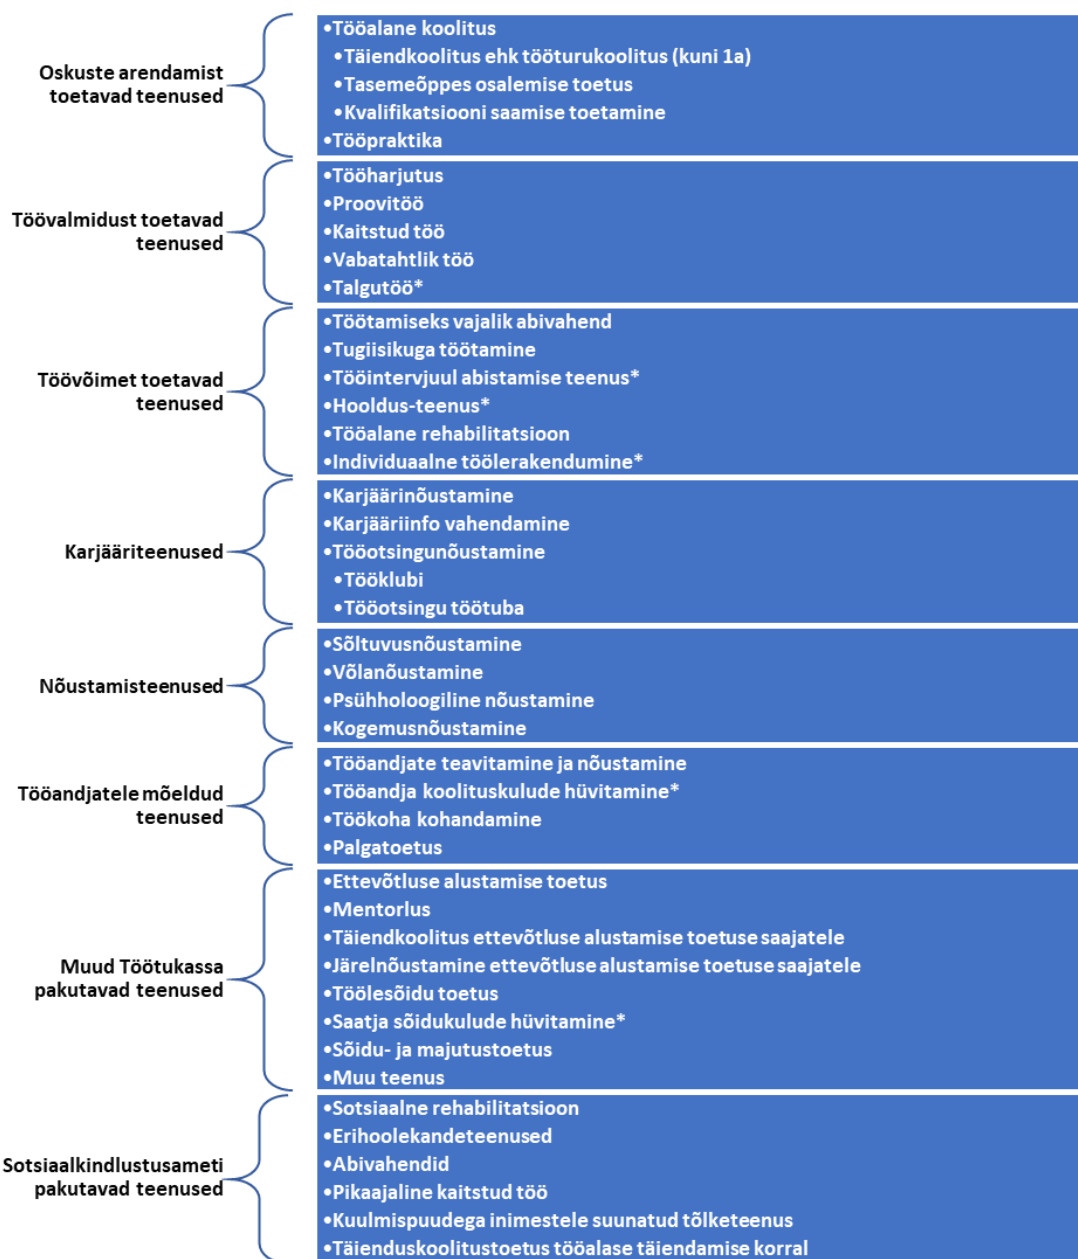 Oskuste arendamist
toetavad teenused
•Tööalane koolitus
•Täiendkoolitus ehk tööturukoolitus (kuni 1a)
•Tasemeõppes osalemise toetus
•Kvalifikatsiooni saamise toetamine
•Tööpraktika
Töövalmidust toetavad
teenused
•Tööharjutus
•Proovitöö
•Kaitstud töö
•Vabatahtlik töö
•Talgutöö*
Töövõimet toetavad
teenused
•Töötamiseks vajalik abivahend
•Tugiisikuga töötamine
•Tööintervjuul abistamise teenus*
•Hooldus-teenus*
•Tööalane rehabilitatsioon
•Individuaalne töölerakendumine*
Karjääriteenused
•Karjäärinõustamine
•Karjääriinfo vahendamine
•Tööotsingunõustamine
•Tööklubi
•Tööotsingu töötuba
Nõustamisteenused
•Sõltuvusnõustamine
•Võlanõustamine
•Psühholoogiline nõustamine
•Kogemusnõustamine
Tööandjatele mõeldud
teenused
•Tööandjate teavitamine ja nõustamine
•Tööandja koolituskulude hüvitamine*
•Töökoha kohandamine
•Palgatoetus
Muud Töötukassa
pakutavad teenused
•Ettevõtluse alustamise toetus
•Mentorlus
•Täiendkoolitus ettevõtluse alustamise toetuse saajatele
•Järelnõustamine ettevõtluse alustamise toetuse saajatele
•Töölesõidu toetus
•Saatja sõidukulude hüvitamine*
•Sõidu- ja majutustoetus
•Muu teenus
Sotsiaalkindlustusameti
pakutavad teenused
•Sotsiaalne rehabilitatsioon
•Erihoolekandeteenused
•Abivahendid
•Pikaajaline kaitstud töö
•Kuulmispuudega inimestele suunatud tõlketeenus
•Täienduskoolitustoetus tööalase täiendamise korral